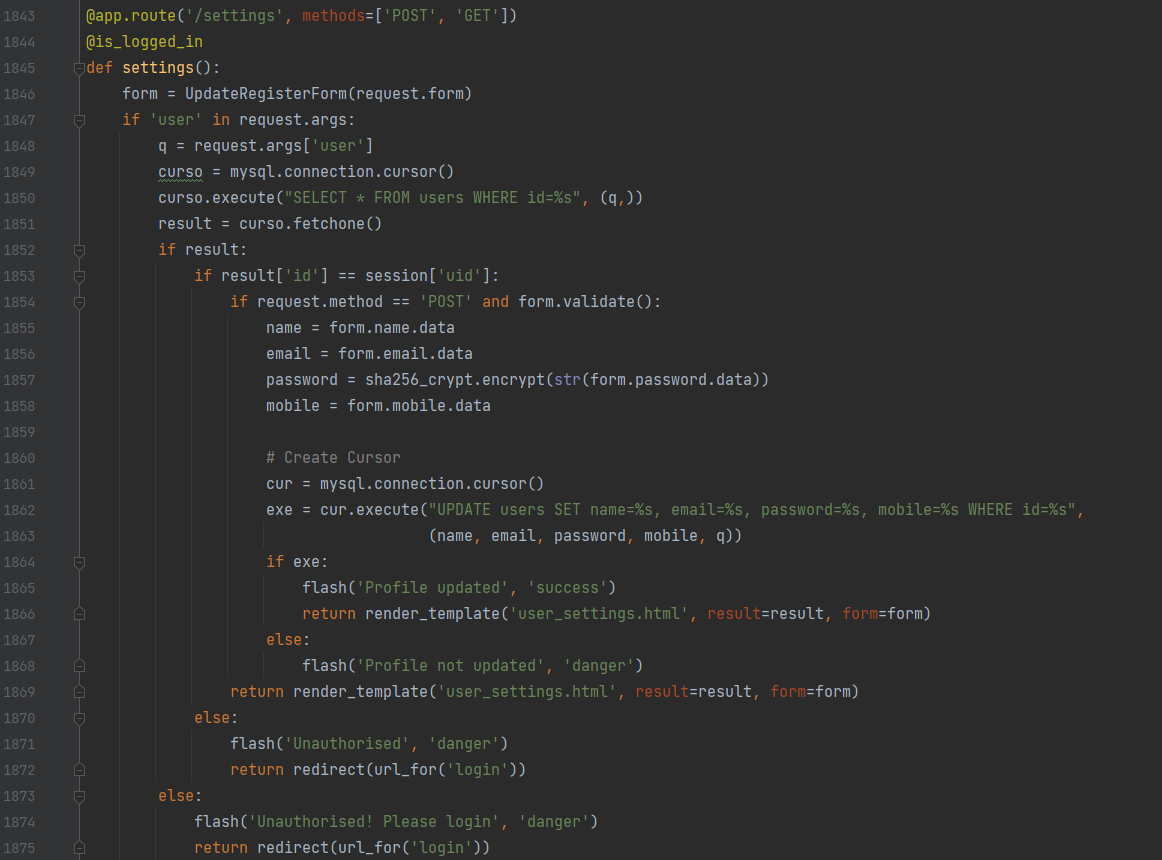 1843 @app.route('/settings', methods=['POST', 'GET'])
1844 @is_logged_in
1845 def settings():
1846     form = UpdateRegisterForm(request.form)
1847     if 'user' in request.args:
1848         q = request.args['user']
1849         curso = mysql.connection.cursor()
1850         curso.execute("SELECT * FROM users WHERE id=%s", (q,))
1851         result = curso.fetchone()
1852         if result:
1853             if result['id'] == session['uid']:
1854                 if request.method == 'POST' and form.validate():
1855                     name = form.name.data
1856                     email = form.email.data
1857                     password = sha256_crypt.encrypt(str(form.password.data))
1858                     mobile = form.mobile.data
1859
1860                     # Create Cursor
1861                     cur = mysql.connection.cursor()
1862                     exe = cur.execute("UPDATE users SET name=%s, email=%s, password=%s, mobile=%s WHERE id=%s",
1863                                       (name, email, password, mobile, q))
1864                     if exe:
1865                         flash('Profile updated', 'success')
1866                         return render_template('user_settings.html', result=result, form=form)
1867                     else:
1868                         flash('Profile not updated', 'danger')
1869                 return render_template('user_settings.html', result=result, form=form)
1870             else:
1871                 flash('Unauthorised', 'danger')
1872                 return redirect(url_for('login'))
1873         else:
1874             flash('Unauthorised! Please login', 'danger')
1875             return redirect(url_for('login'))